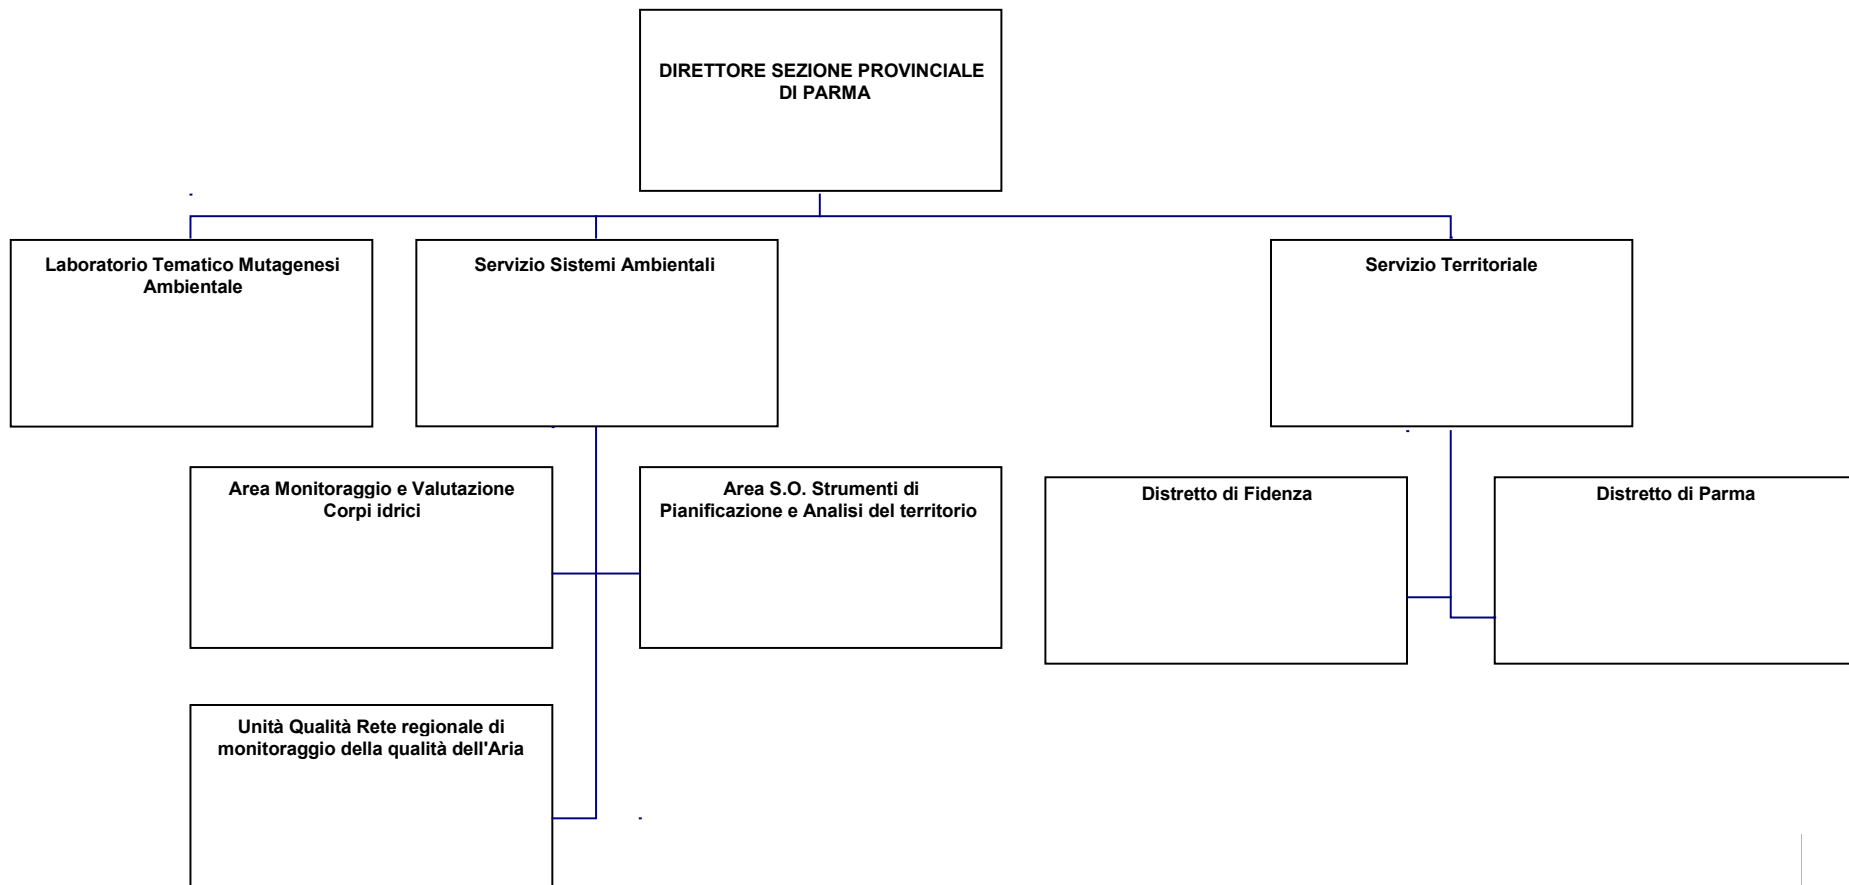 DIRETTORE SEZIONE PROVINCIALE
DI PARMA
Laboratorio Tematico Mutagenesi
Ambientale
Servizio Sistemi Ambientali
Servizio Territoriale
Area Monitoraggio e Valutazione
Corpi idrici
Area S.O. Strumenti di
Pianificazione e Analisi del territorio
Distretto di Fidenza
Distretto di Parma
Unità Qualità Rete regionale di
monitoraggio della qualità dell'Aria